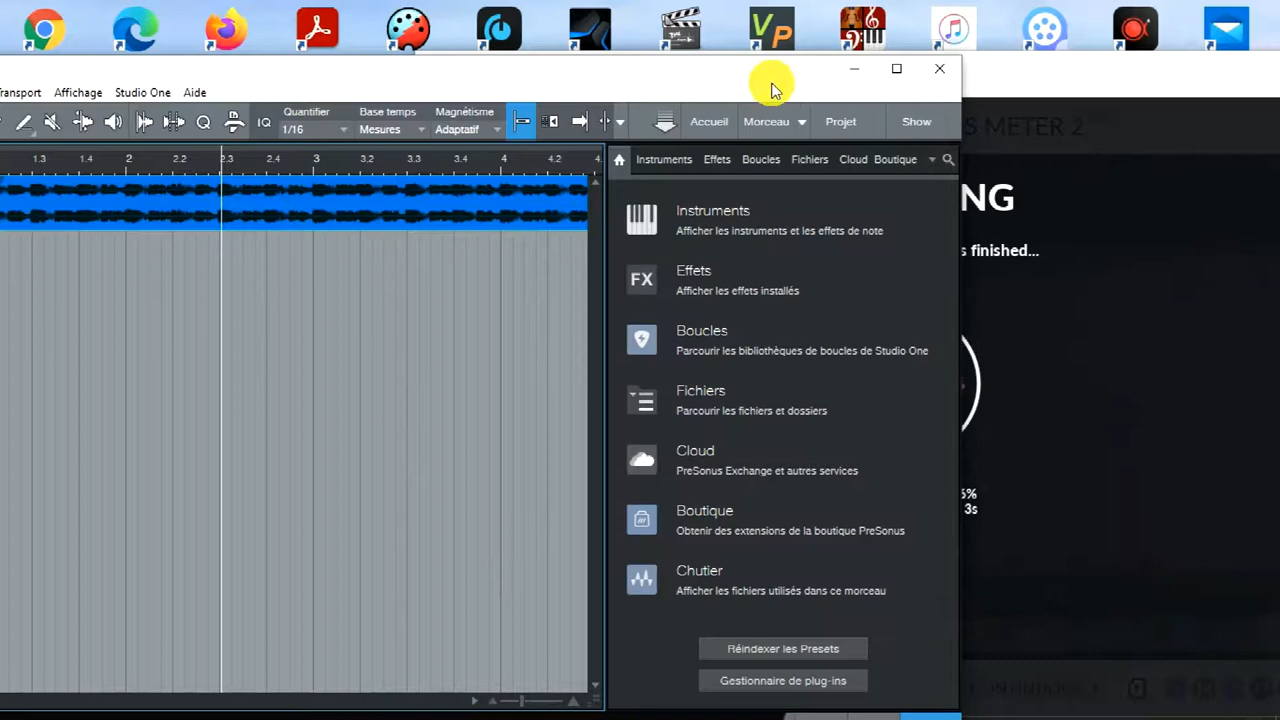 VP
ransport Affichage Studio One Aide
IQ Quantifier 1/16 Base temps Mesures Magnétisme Adaptatif Accueil Morceau Projet Show
S METER 2
1.3 1.4 2 2.2 2.3 3 3.2 3.3 4 4.2 4.
Instruments Effets Boucles Fichiers Cloud Boutique
NG
Instruments
Afficher les instruments et les effets de note
s finished...
FX
Effets
Afficher les effets installés
Boucles
Parcourir les bibliothèques de boucles de Studio One
Fichiers
Parcourir les fichiers et dossiers
Cloud
PreSonus Exchange et autres services
6%
3s
Boutique
Obtenir des extensions de la boutique PreSonus
Chutier
Afficher les fichiers utilisés dans ce morceau
Réindexer les Presets
Gestionnaire de plug-ins